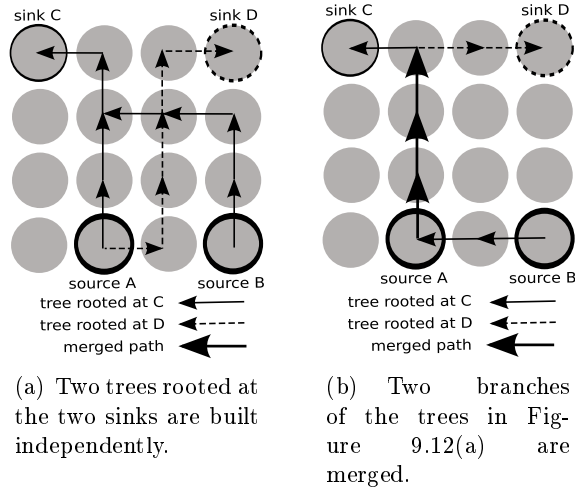 sink C
sink D
source A
source B
tree rooted at C
tree rooted at D
merged path
(a) Two trees rooted at
the two sinks are built
independently.
sink C
sink D
source A
source B
tree rooted at C
tree rooted at D
merged path
(b) Two branches
of the trees in Fig-
ure 9.12(a) are
merged.